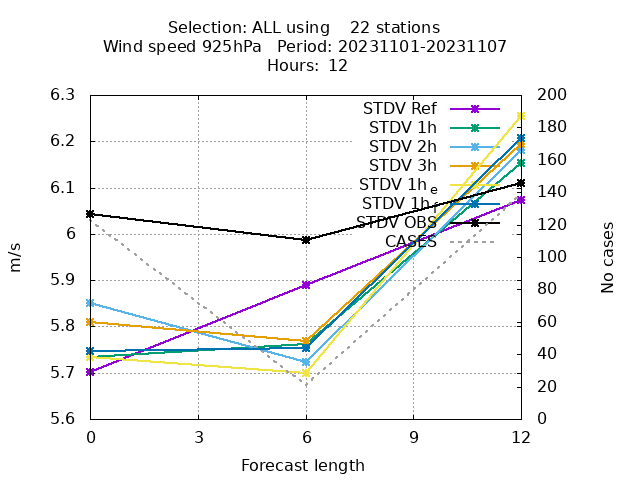 Selection: ALL using 22 stations
Wind speed 925hPa Period: 20231101-20231107
Hours: 12
6.3
6.2
6.1
6
5.9
5.8
5.7
5.6
m/s
STDV Ref
STDV 1h
STDV 2h
STDV 3h
STDV 1h e
STDV 1h f
STDV OBS
CASES
200
180
160
140
120
100
80
60
40
20
0
No cases
0 3 6 9 12
Forecast length